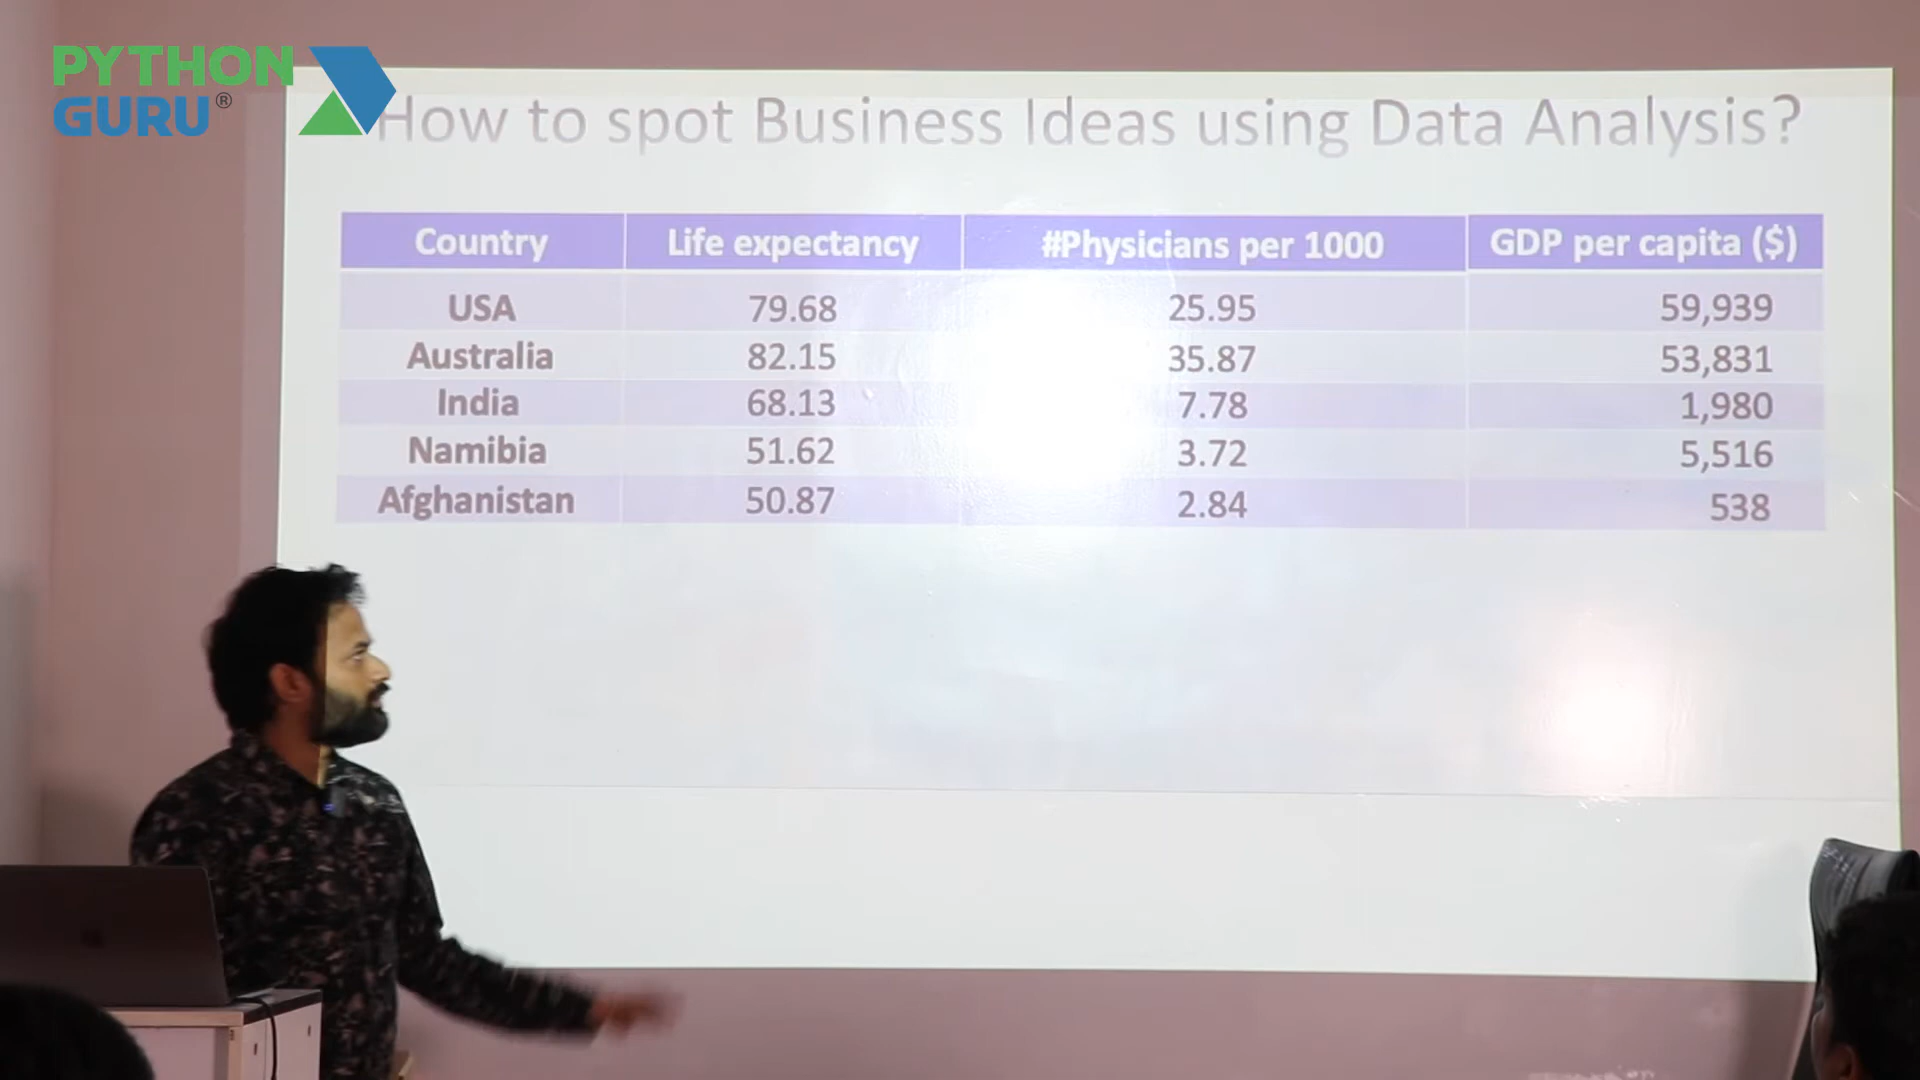 PYTHON
GURU®
How to spot Business Ideas using Data Analysis?
Country Life expectancy #Physicians per 1000 GDP per capita ($)
USA 79.68 25.95 59,939
Australia 82.15 35.87 53,831
India 68.13 7.78 1,980
Namibia 51.62 3.72 5,516
Afghanistan 50.87 2.84 538